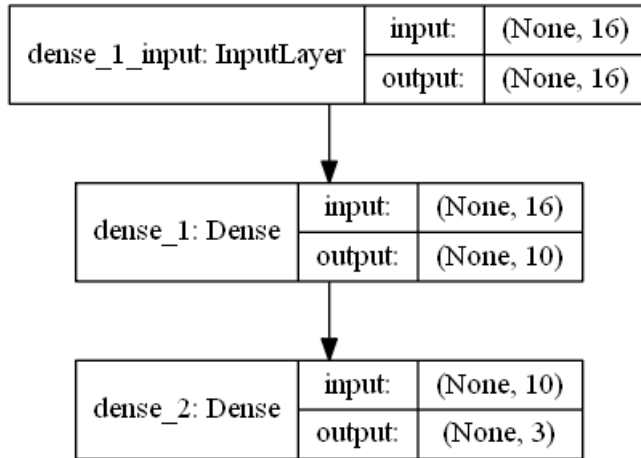 dense_1_input: InputLayer
input: (None, 16)
output: (None, 16)
dense_1: Dense
input: (None, 16)
output: (None, 10)
dense_2: Dense
input: (None, 10)
output: (None, 3)